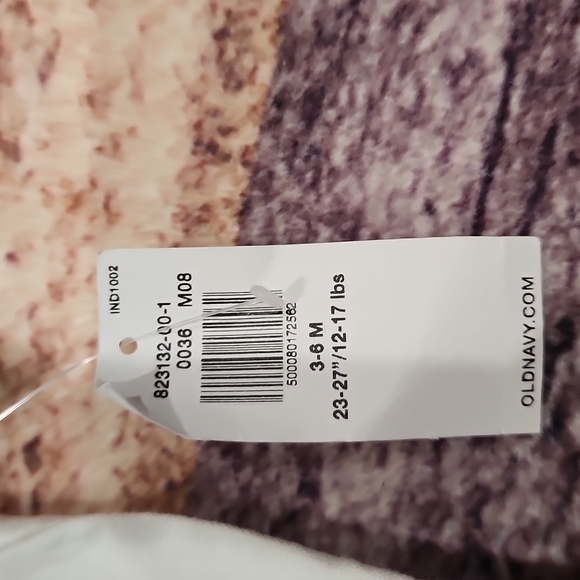 IND1002
823132-00-1
0036 M08
500080172562
3-6 M
23-27"/12-17 lbs
OLDNAVY.COM